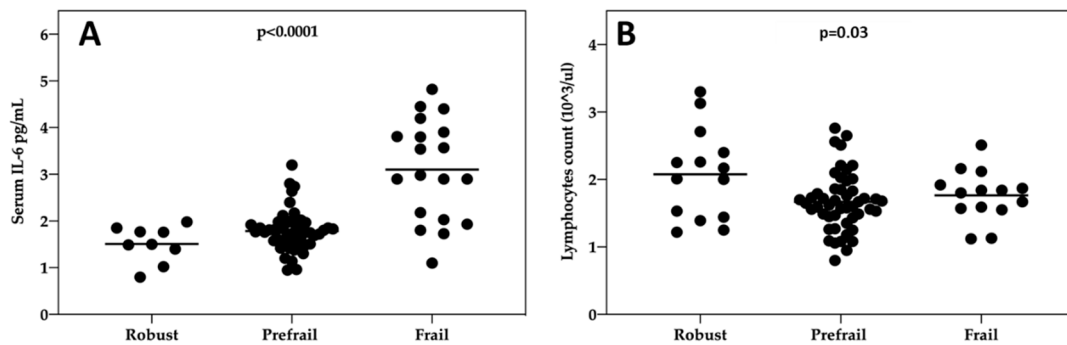 A
p<0.0001
Serum IL-6 pg/mL
6
5
4
3
2
1
0
Robust
Prefrail
Frail
B
p=0.03
Lymphocytes count (10^3/ul)
4
3
2
1
0
Robust
Prefrail
Frail